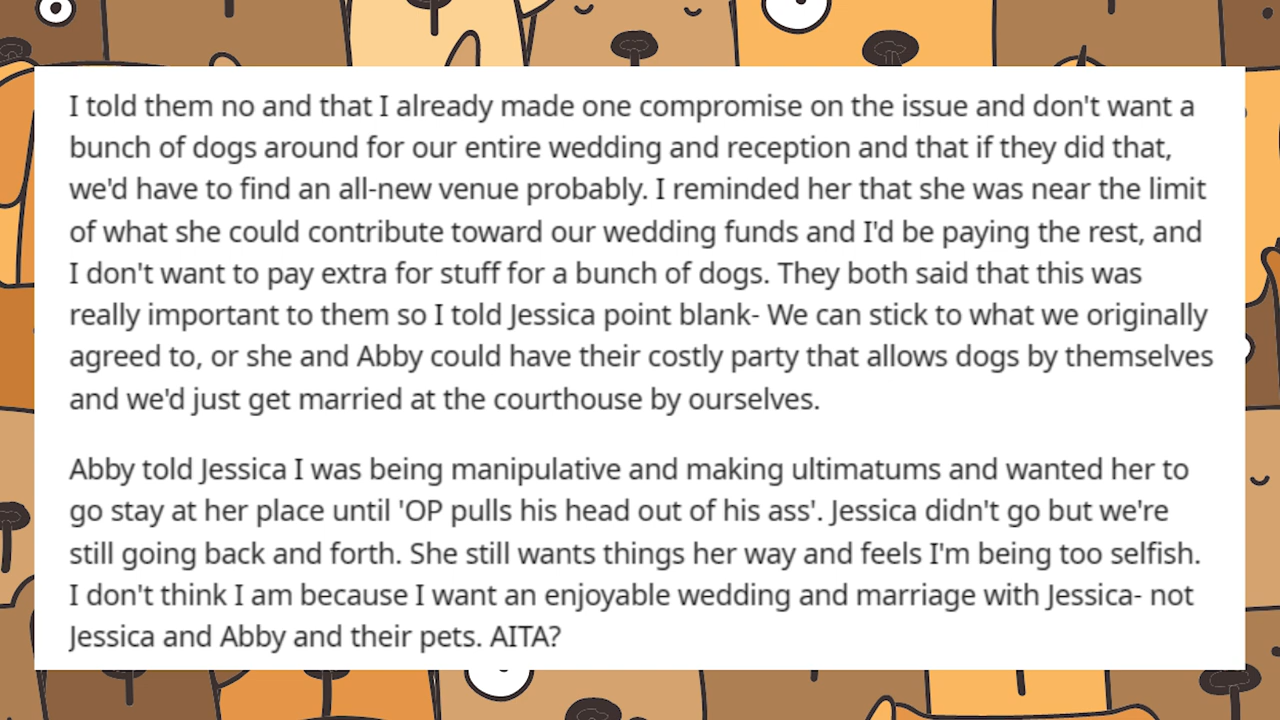 I told them no and that I already made one compromise on the issue and don't want a
bunch of dogs around for our entire wedding and reception and that if they did that,
we'd have to find an all-new venue probably. I reminded her that she was near the limit
of what she could contribute toward our wedding funds and I'd be paying the rest, and
I don't want to pay extra for stuff for a bunch of dogs. They both said that this was
really important to them so I told Jessica point blank- We can stick to what we originally
agreed to, or she and Abby could have their costly party that allows dogs by themselves
and we'd just get married at the courthouse by ourselves.
Abby told Jessica I was being manipulative and making ultimatums and wanted her to
go stay at her place until 'OP pulls his head out of his ass'. Jessica didn't go but we're
still going back and forth. She still wants things her way and feels I'm being too selfish.
I don't think I am because I want an enjoyable wedding and marriage with Jessica- not
Jessica and Abby and their pets. AITA?